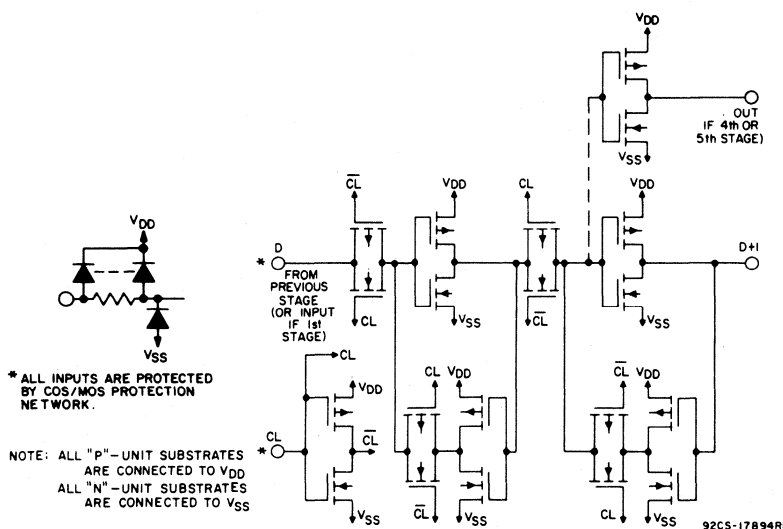 VDD
OUT
IF 4th OR
5th STAGE)
VSS
CL
VDD
CL
VDD
VDD
* D
D+1
FROM
PREVIOUS
STAGE
(OR INPUT
IF 1st
STAGE)
CL
VSS
CL
VSS
VSS
* ALL INPUTS ARE PROTECTED
BY COS/MOS PROTECTION
NETWORK.
CL
VDD
CL
VDD
CL
VDD
* CL
CL
NOTE: ALL "P"-UNIT SUBSTRATES
ARE CONNECTED TO VDD
ALL "N"-UNIT SUBSTRATES
ARE CONNECTED TO VSS
VSS
CL
VSS
CL
VSS